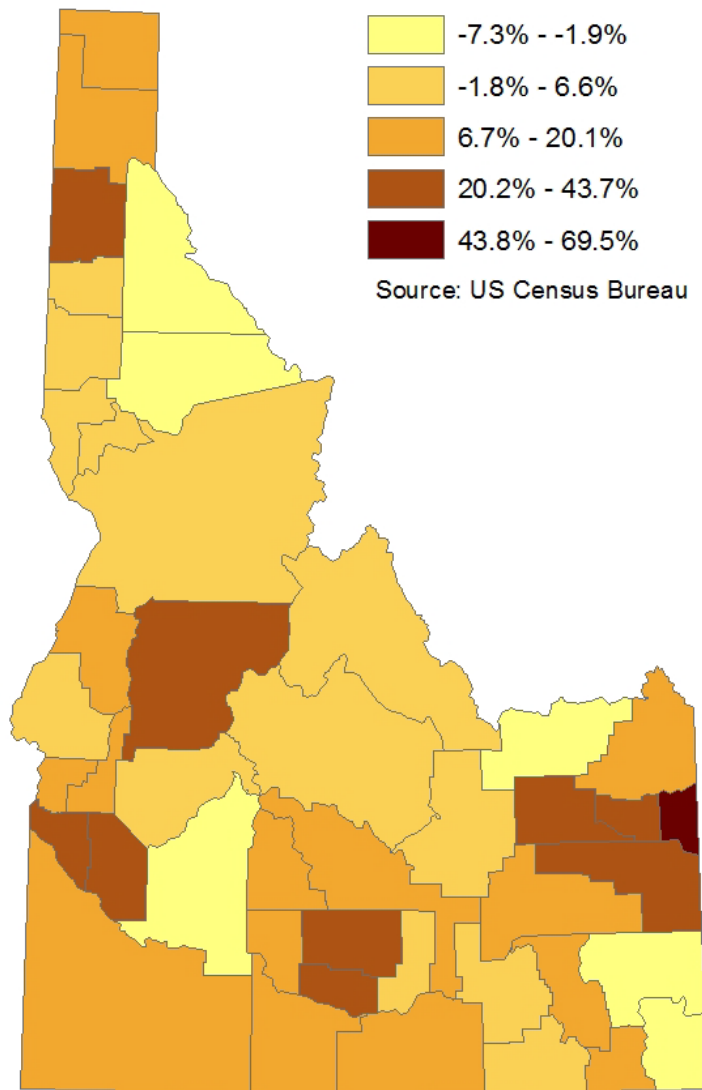 -7.3% - -1.9%
-1.8% - 6.6%
6.7% - 20.1%
20.2% - 43.7%
43.8% - 69.5%
Source: US Census Bureau